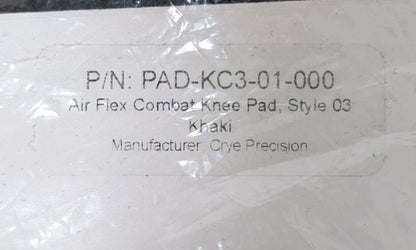 P/N: PAD-KC3-01-000
Air Flex Combat Knee Pad, Style 03
Khaki
Manufacturer: Crye Precision